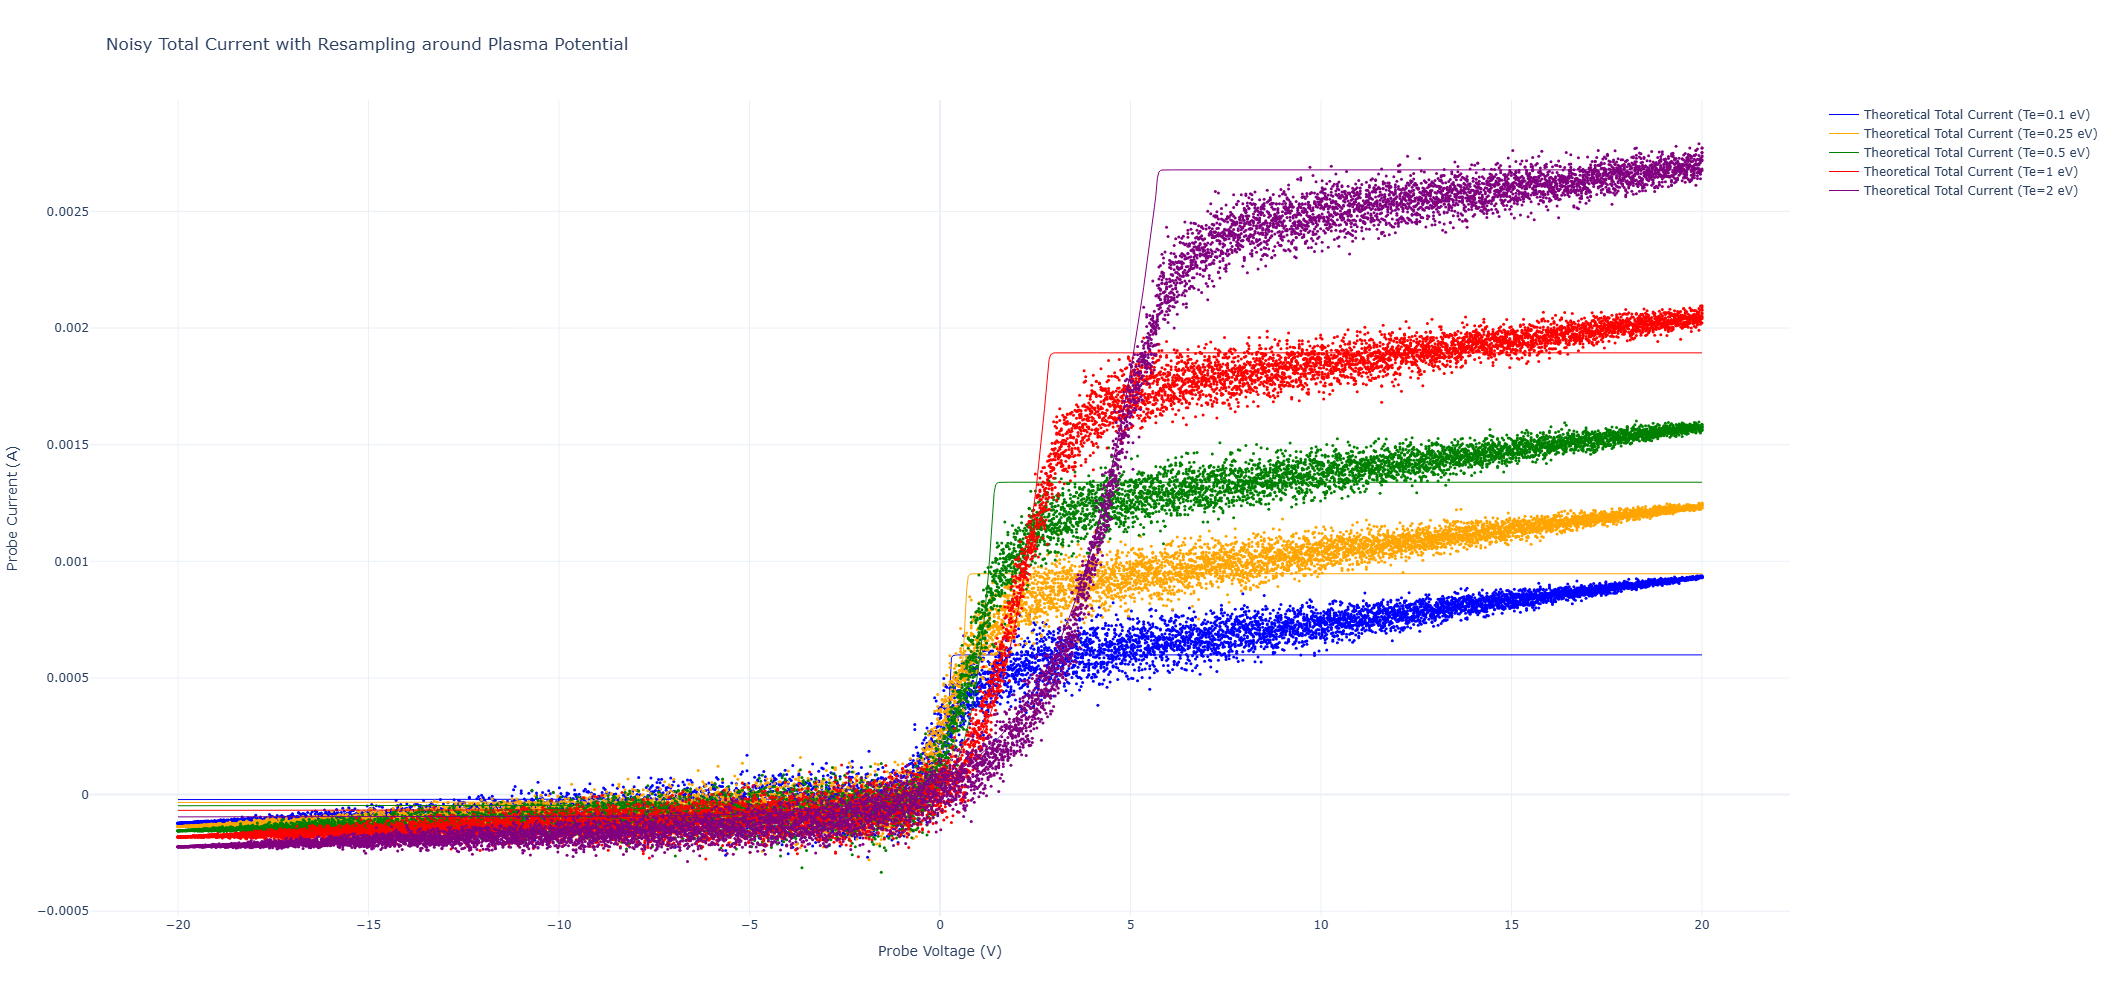 Noisy Total Current with Resampling around Plasma Potential
Theoretical Total Current (Te=0.1 eV)
Theoretical Total Current (Te=0.25 eV)
Theoretical Total Current (Te=0.5 eV)
Theoretical Total Current (Te=1 eV)
Theoretical Total Current (Te=2 eV)
Probe Current (A)
0.0025
0.002
0.0015
0.001
0.0005
0
−0.0005
−20
−15
−10
−5
0
5
10
15
20
Probe Voltage (V)